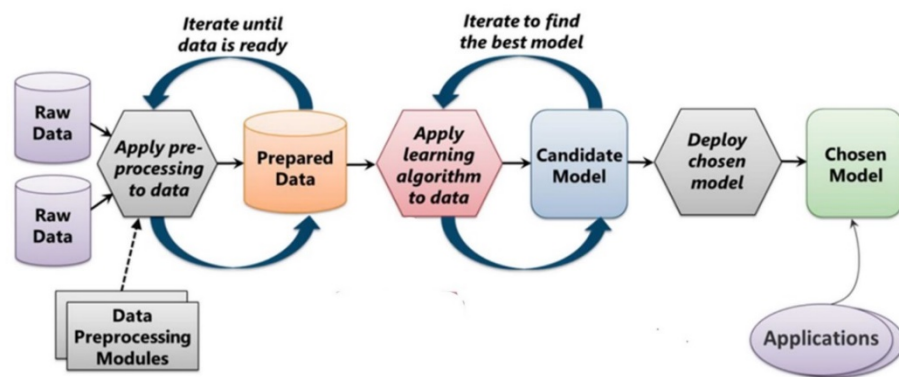 Iterate until
data is ready
Iterate to find
the best model
Raw
Data
Raw
Data
Apply pre-
processing
to data
Prepared
Data
Apply
learning
algorithm
to data
Candidate
Model
Deploy
chosen
model
Chosen
Model
Data
Preprocessing
Modules
Applications